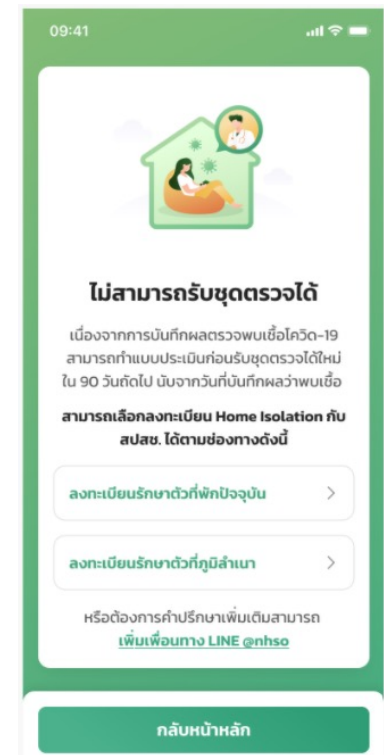 09:41
ไม่สามารถรับชุดตรวจได้
เนื่องจากการบันทึกผลตรวจพบเชื้อโควิด-19
สามารถทำแบบประเมินก่อนรับชุดตรวจได้ใหม่
ใน 90 วันถัดไป นับจากวันที่บันทึกผลว่าพบเชื้อ
สามารถเลือกลงทะเบียน Home Isolation กับ
สปสช. ได้ตามช่องทางดังนี้
ลงทะเบียนรักษาตัวที่พักปัจจุบัน
ลงทะเบียนรักษาตัวที่ภูมิลำเนา
หรือต้องการคำปรึกษาเพิ่มเติมสามารถ
เพิ่มเพื่อนทาง LINE @nhso
กลับหน้าหลัก